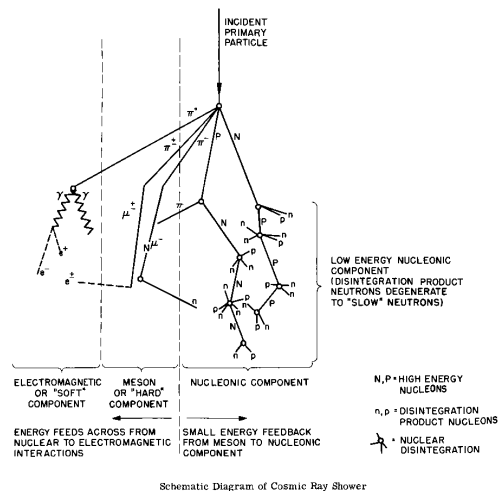 INCIDENT
PRIMARY
PARTICLE
π°
π±
π⁻
P
N
γ
γ
μ±
π
N
n
p
P
n
n
p
e⁺
N
μ⁻
P
e⁻
e±
N
n
LOW ENERGY NUCLEONIC
COMPONENT
(DISINTEGRATION PRODUCT
NEUTRONS DEGENERATE
TO "SLOW" NEUTRONS)
p
n
n
p
n
p
n
p
N
n
p
ELECTROMAGNETIC
OR "SOFT"
COMPONENT
MESON
OR "HARD"
COMPONENT
NUCLEONIC COMPONENT
ENERGY FEEDS ACROSS FROM
NUCLEAR TO ELECTROMAGNETIC
INTERACTIONS
SMALL ENERGY FEEDBACK
FROM MESON TO NUCLEONIC
COMPONENT
N,P = HIGH ENERGY
NUCLEONS
n,p = DISINTEGRATION
PRODUCT NUCLEONS
= NUCLEAR
DISINTEGRATION
Schematic Diagram of Cosmic Ray Shower